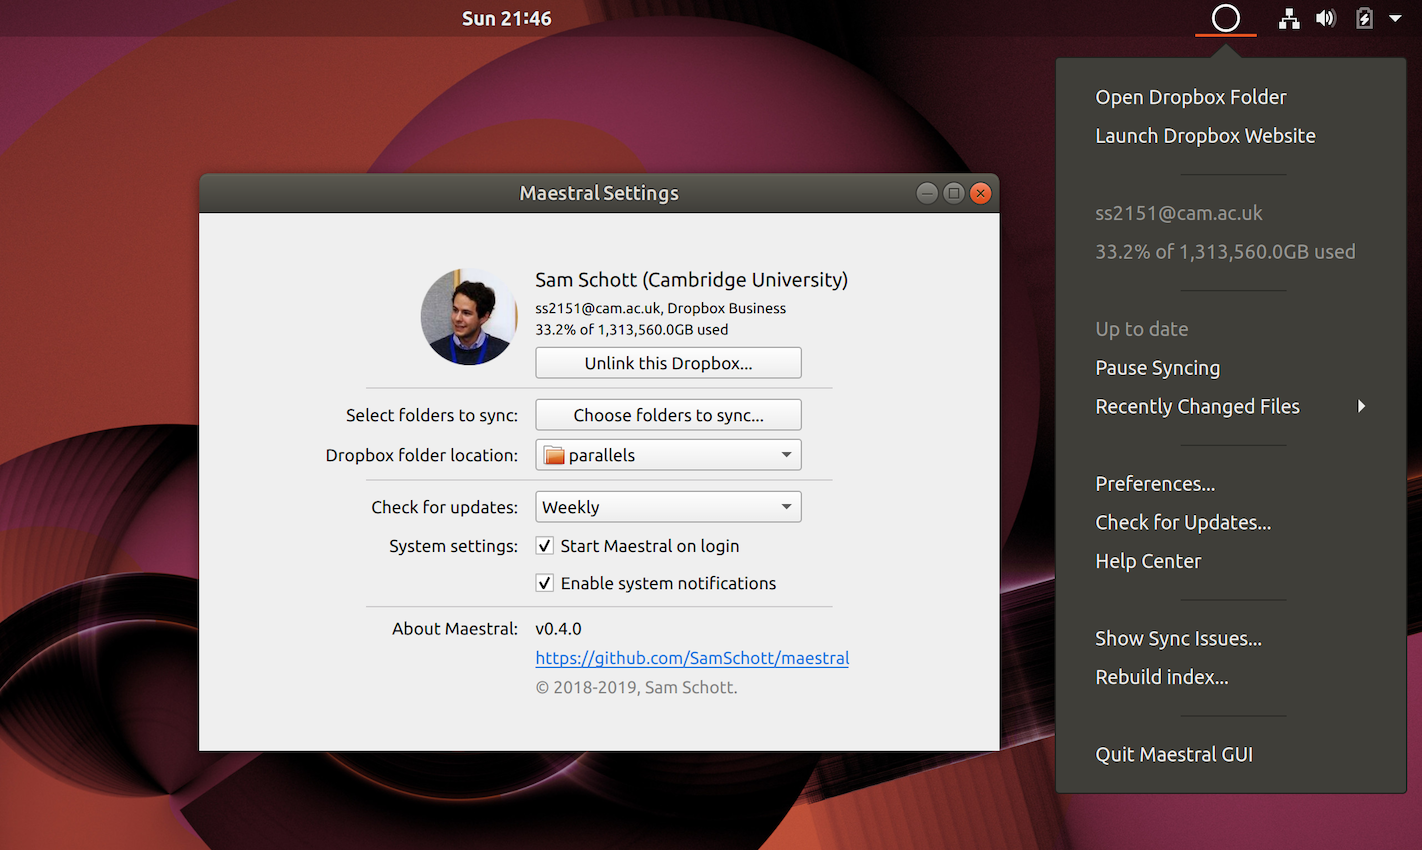 Sun 21:46
Maestral Settings
Sam Schott (Cambridge University)
ss2151@cam.ac.uk, Dropbox Business
33.2% of 1,313,560.0GB used
Unlink this Dropbox...
Select folders to sync: Choose folders to sync...
Dropbox folder location: parallels
Check for updates: Weekly
System settings: Start Maestral on login
Enable system notifications
About Maestral: v0.4.0
https://github.com/SamSchott/maestral
© 2018-2019, Sam Schott.
Open Dropbox Folder
Launch Dropbox Website
ss2151@cam.ac.uk
33.2% of 1,313,560.0GB used
Up to date
Pause Syncing
Recently Changed Files
Preferences...
Check for Updates...
Help Center
Show Sync Issues...
Rebuild index...
Quit Maestral GUI